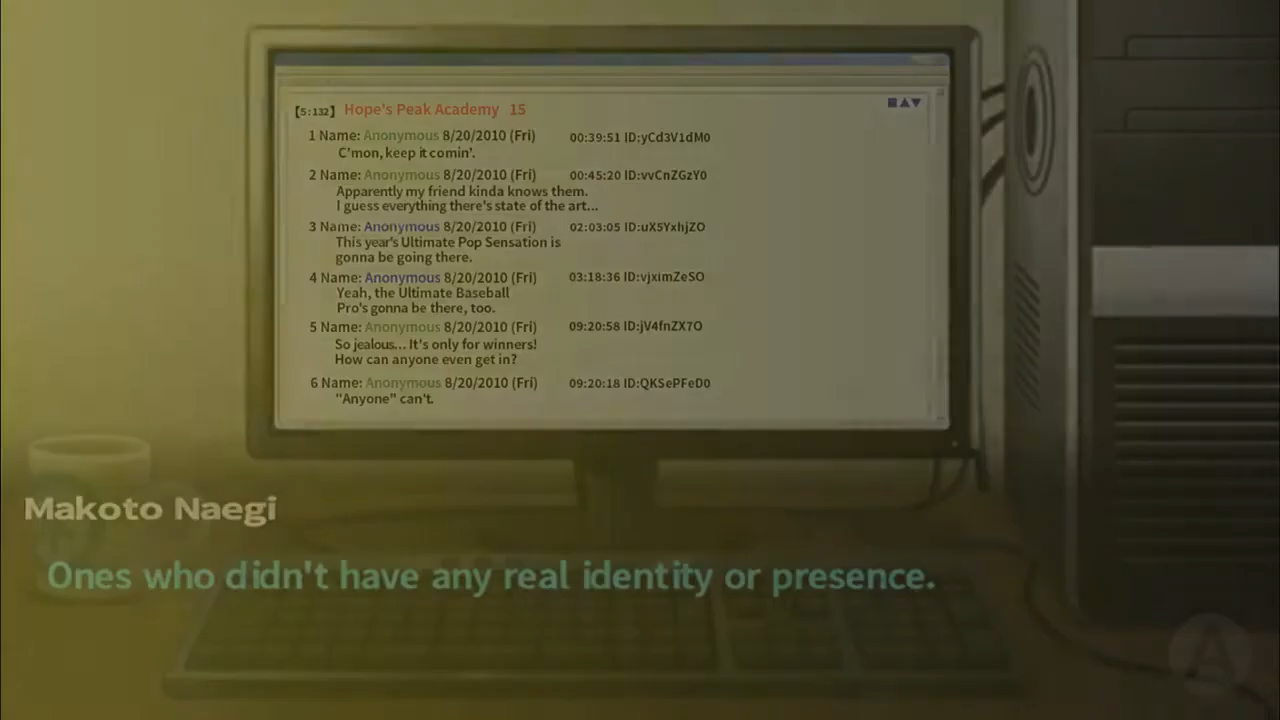 【5:132】 Hope's Peak Academy 15
1 Name: Anonymous 8/20/2010 (Fri) 00:39:51 ID:yCd3V1dM0
C'mon, keep it comin'.
2 Name: Anonymous 8/20/2010 (Fri) 00:45:20 ID:vvCnZGzY0
Apparently my friend kinda knows them.
I guess everything there's state of the art...
3 Name: Anonymous 8/20/2010 (Fri) 02:03:05 ID:uX5YxhjZO
This year's Ultimate Pop Sensation is
gonna be going there.
4 Name: Anonymous 8/20/2010 (Fri) 03:18:36 ID:vjximZeSO
Yeah, the Ultimate Baseball
Pro's gonna be there, too.
5 Name: Anonymous 8/20/2010 (Fri) 09:20:58 ID:jV4fnZX7O
So jealous... It's only for winners!
How can anyone even get in?
6 Name: Anonymous 8/20/2010 (Fri) 09:20:18 ID:QKSePFeD0
"Anyone" can't.
Makoto Naegi
Ones who didn't have any real identity or presence.
A